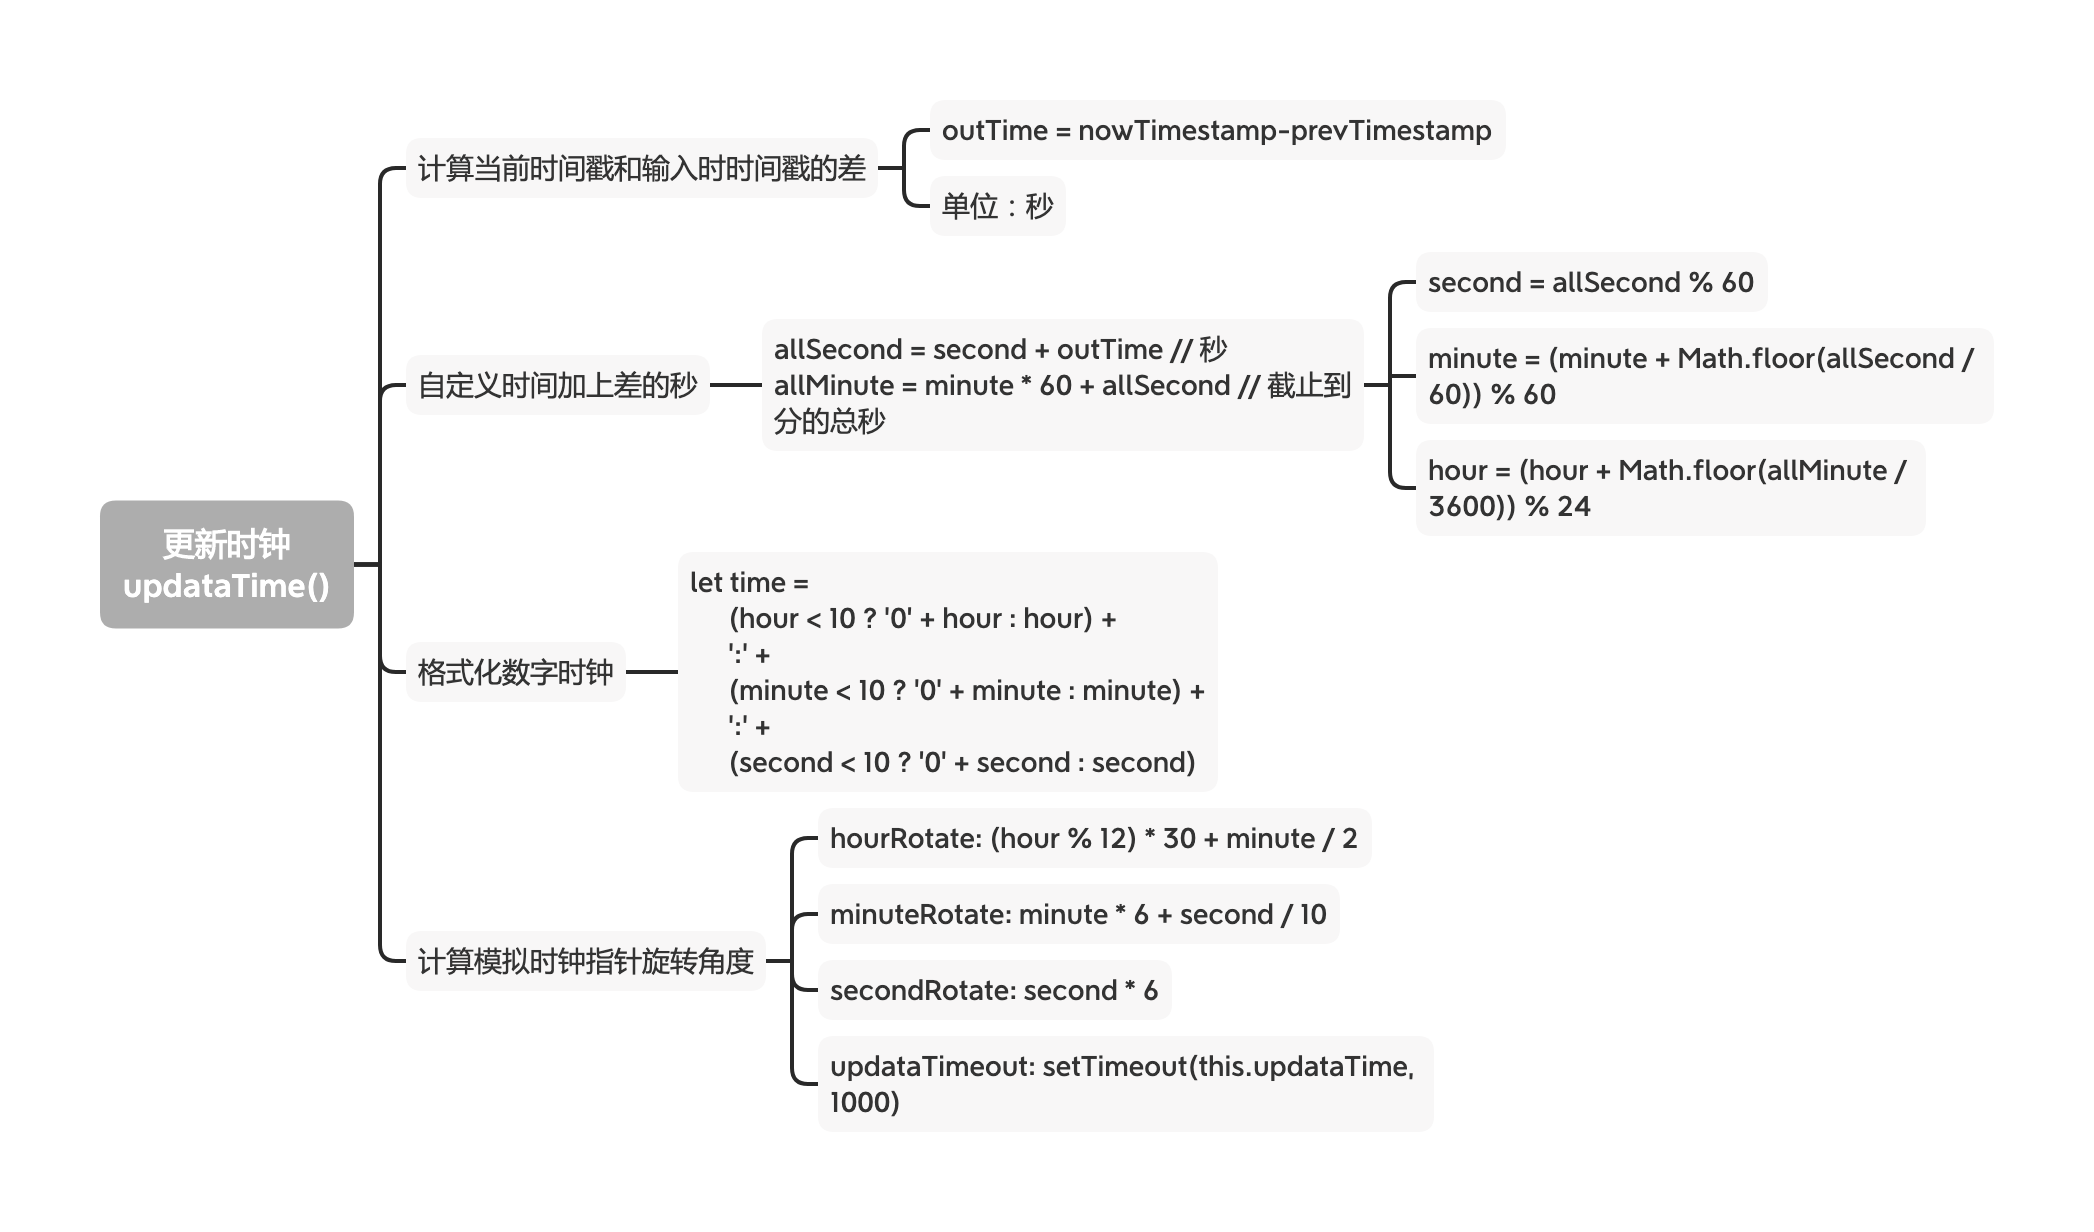 更新时钟
updataTime()
计算当前时间戳和输入时时间戳的差
outTime = nowTimestamp-prevTimestamp
单位：秒
自定义时间加上差的秒
allSecond = second + outTime // 秒
allMinute = minute * 60 + allSecond // 截止到
分的总秒
second = allSecond % 60
minute = (minute + Math.floor(allSecond /
60)) % 60
hour = (hour + Math.floor(allMinute /
3600)) % 24
格式化数字时钟
let time =
(hour < 10 ? '0' + hour : hour) +
':' +
(minute < 10 ? '0' + minute : minute) +
':' +
(second < 10 ? '0' + second : second)
计算模拟时钟指针旋转角度
hourRotate: (hour % 12) * 30 + minute / 2
minuteRotate: minute * 6 + second / 10
secondRotate: second * 6
updataTimeout: setTimeout(this.updataTime,
1000)